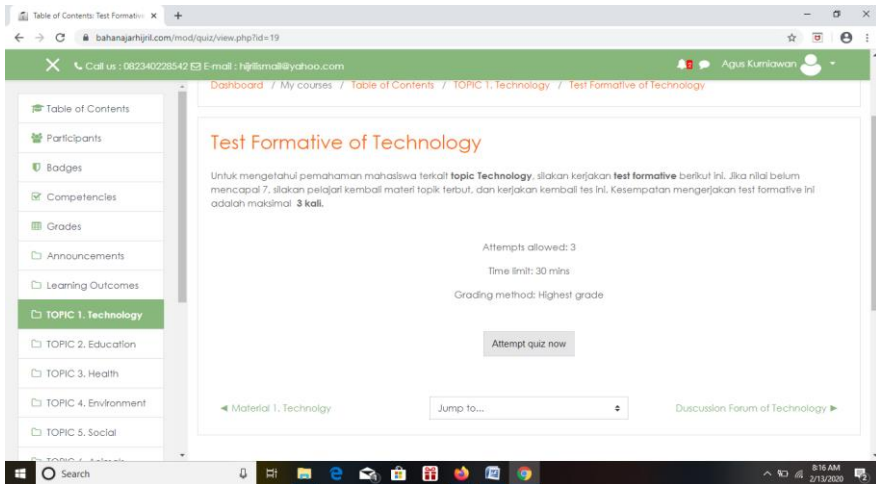 Table of Contents: Test Formative
bahanajarhijril.com/mod/quiz/view.php?id=19
Call us : 082340228542 E-mail : hijrilismail@yahoo.com
Agus Kurniawan
Dashboard / My courses / Table of Contents / TOPIC 1. Technology / Test Formative of Technology
Table of Contents
Participants
Badges
Competencies
Grades
Announcements
Learning Outcomes
TOPIC 1. Technology
TOPIC 2. Education
TOPIC 3. Health
TOPIC 4. Environment
TOPIC 5. Social
TOPIC 6. Animals
Test Formative of Technology
Untuk mengetahui pemahaman mahasiswa terkait topic Technology, silakan kerjakan test formative berikut ini. Jika nilai belum
mencapai 7, silakan pelajari kembali materi topik terbut, dan kerjakan kembali tes ini. Kesempatan mengerjakan test formative ini
adalah maksimal 3 kali.
Attempts allowed: 3
Time limit: 30 mins
Grading method: Highest grade
Attempt quiz now
◄ Material 1. Technolgy
Jump to...
Duscussion Forum of Technology ►
Search
8:16 AM
2/13/2020